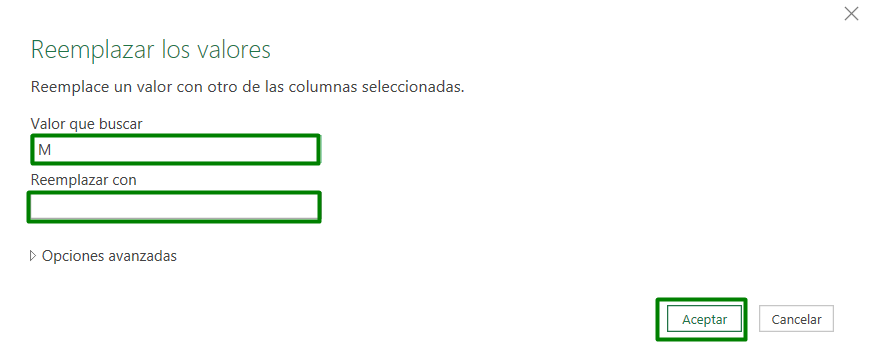 Reemplazar los valores
Reemplace un valor con otro de las columnas seleccionadas.
Valor que buscar
M
Reemplazar con
Opciones avanzadas
Aceptar Cancelar